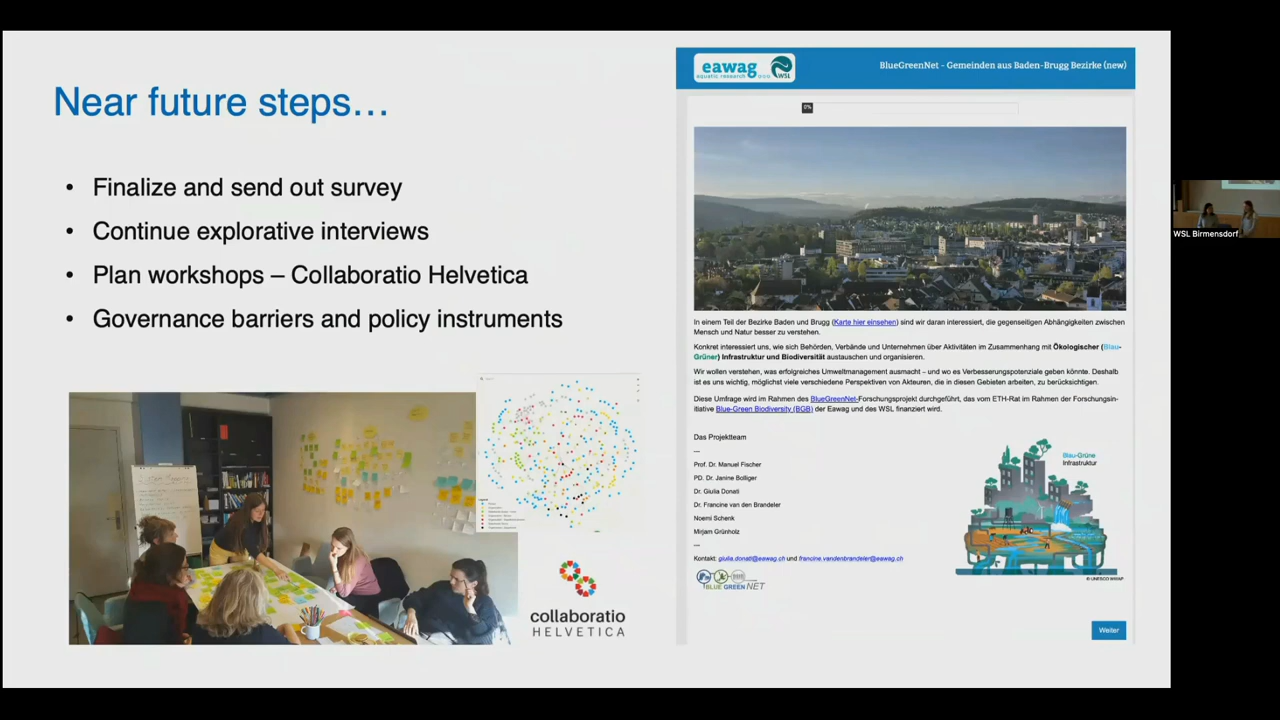 Near future steps…
• Finalize and send out survey
• Continue explorative interviews
• Plan workshops – Collaboratio Helvetica
• Governance barriers and policy instruments
collaboratio
HELVETICA
eawag
aquatic research
WSL
BlueGreenNet - Gemeinden aus Baden-Brugg Bezirke (new)
0%
In einem Teil der Bezirke Baden und Brugg (Karte hier einsehen) sind wir daran interessiert, die gegenseitigen Abhängigkeiten zwischen
Mensch und Natur besser zu verstehen.
Konkret interessiert uns, wie sich Behörden, Verbände und Unternehmen über Aktivitäten im Zusammenhang mit Ökologischer (Blau-
Grüner) Infrastruktur und Biodiversität austauschen und organisieren.
Wir wollen verstehen, was erfolgreiches Umweltmanagement ausmacht – und wo es Verbesserungspotenziale geben könnte. Deshalb
ist es uns wichtig, möglichst viele verschiedene Perspektiven von Akteuren, die in diesen Gebieten arbeiten, zu berücksichtigen.
Diese Umfrage wird im Rahmen des BlueGreenNet-Forschungsprojekt durchgeführt, das vom ETH-Rat im Rahmen der Forschungsin-
itiative Blue-Green Biodiversity (BGB) der Eawag und des WSL finanziert wird.
Das Projektteam
---
Prof. Dr. Manuel Fischer
PD. Dr. Janine Bolliger
Dr. Giulia Donati
Dr. Francine van den Brandeler
Noemi Schenk
Mirjam Grünholz
---
Kontakt: giulia.donati@eawag.ch und francine.vandenbrandeler@eawag.ch
BLUE GREEN NET
Blau-Grüne
Infrastruktur
© UNESCO WWAP
Weiter
WSL Birmensdorf